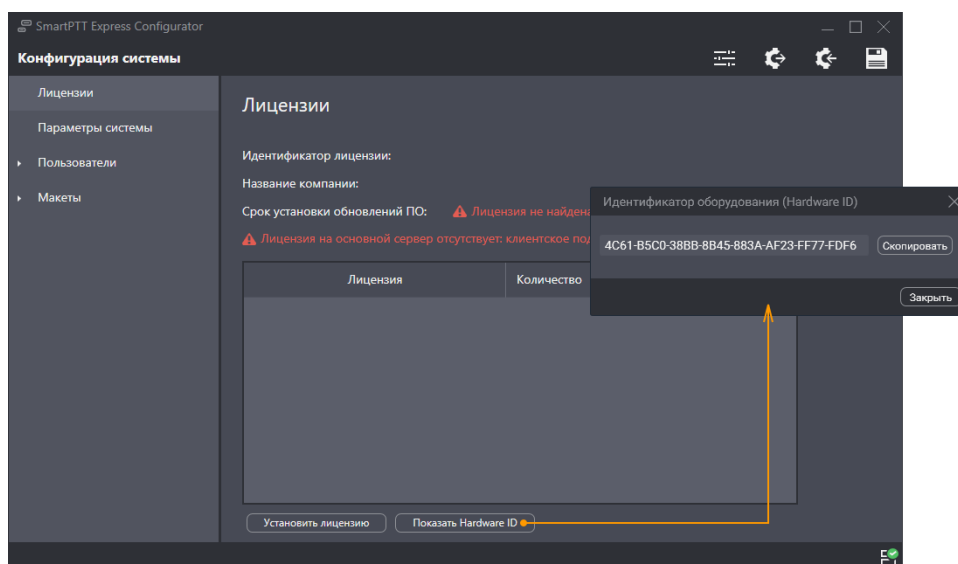 SmartPTT Express Configurator
Конфигурация системы
Лицензии
Параметры системы
Пользователи
Макеты
Лицензии
Идентификатор лицензии:
Название компании:
Срок установки обновлений ПО: Лицензия не найдена
Лицензия на основной сервер отсутствует: клиентское под
Лицензия Количество
Идентификатор оборудования (Hardware ID)
4C61-B5C0-38BB-8B45-883A-AF23-FF77-FDF6 Скопировать
Закрыть
Установить лицензию Показать Hardware ID